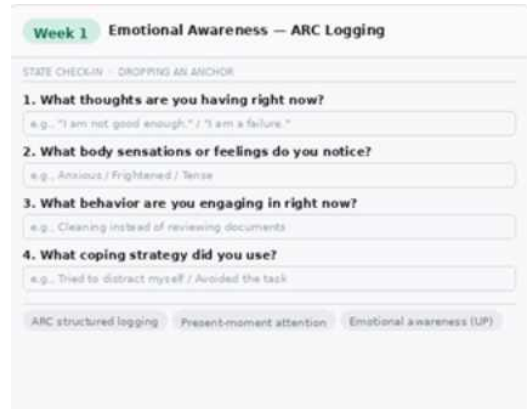 Week 1 Emotional Awareness — ARC Logging
STATE CHECK-IN · DROPPING AN ANCHOR
1. What thoughts are you having right now?
e.g., "I am not good enough." / "I am a failure."
2. What body sensations or feelings do you notice?
e.g., Anxious / Frightened / Tense
3. What behavior are you engaging in right now?
e.g., Cleaning instead of reviewing documents
4. What coping strategy did you use?
e.g., Tried to distract myself / Avoided the task
ARC structured logging Present-moment attention Emotional awareness (UP)